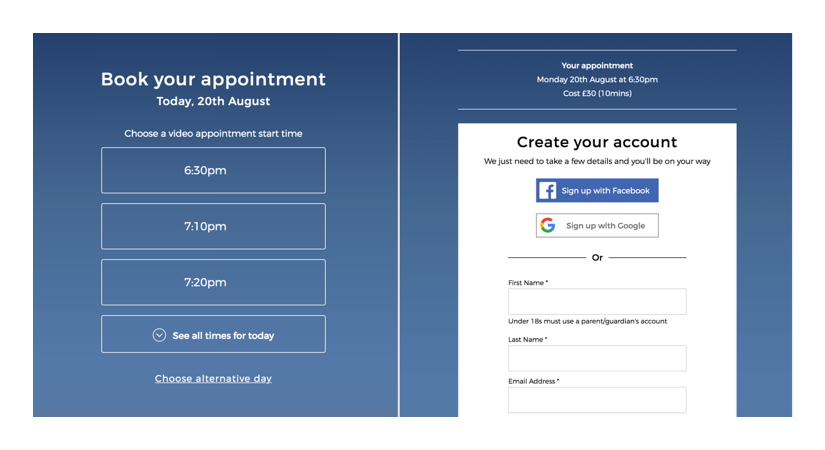 Book your appointment
Today, 20th August
Choose a video appointment start time
6:30pm
7:10pm
7:20pm
See all times for today
Choose alternative day
Your appointment
Monday 20th August at 6:30pm
Cost £30 (10mins)
Create your account
We just need to take a few details and you'll be on your way
Sign up with Facebook
Sign up with Google
Or
First Name *
Under 18s must use a parent/guardian's account
Last Name *
Email Address *